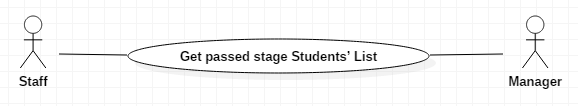 Get passed stage Students’ List
Staff
Manager